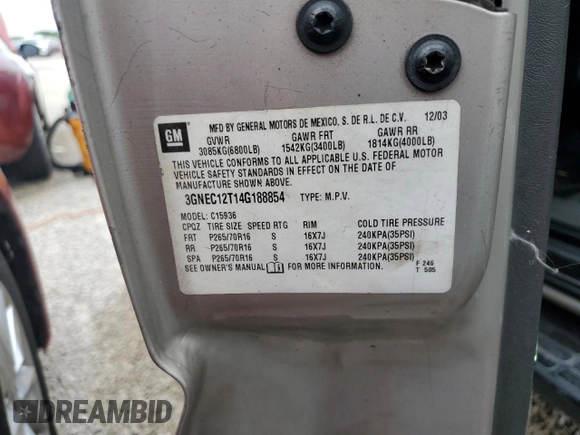 GM
MFD BY GENERAL MOTORS DE MEXICO, S. DE R.L. DE C.V. 12/03
GVWR GAWR FRT GAWR RR
3085KG(6800LB) 1542KG(3400LB) 1814KG(4000LB)
THIS VEHICLE CONFORMS TO ALL APPLICABLE U.S. FEDERAL MOTOR
VEHICLE SAFETY STANDARDS IN EFFECT ON THE DATE OF
MANUFACTURE SHOWN ABOVE.
3GNEC12T14G188854 TYPE: M.P.V.
MODEL: C15936
CPQZ TIRE SIZE SPEED RTG RIM COLD TIRE PRESSURE
FRT P265/70R16 S 16X7J 240KPA(35PSI)
RR P265/70R16 S 16X7J 240KPA(35PSI)
SPA P265/70R16 S 16X7J 240KPA(35PSI)
SEE OWNER'S MANUAL FOR MORE INFORMATION.
F 246
T 505
DREAMBID